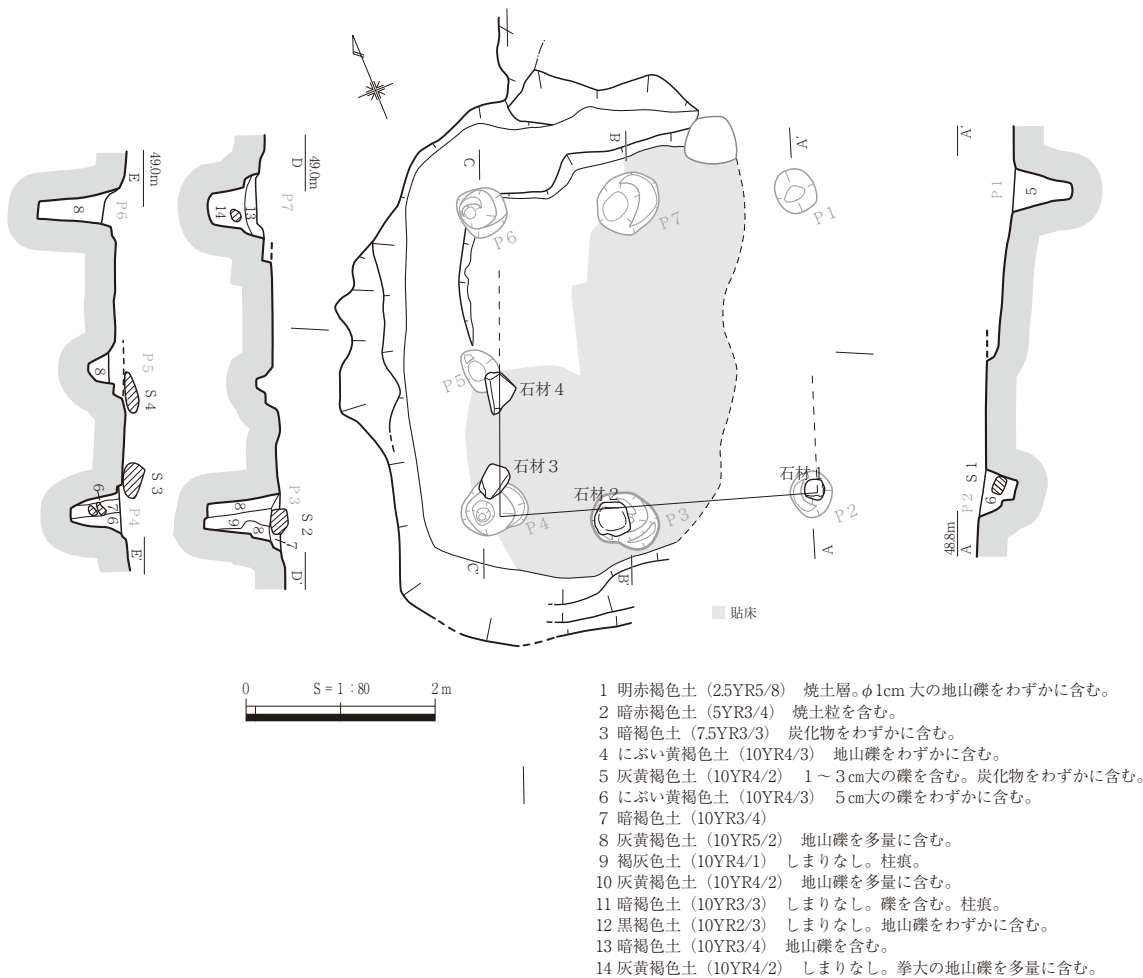 49.0m
E
P6
8
P5
8
S4
S3
P4
6
7
6
E'
49.0m
D
P7
14
13
P3
8
9
8
S2
7
D'
C
B'
A'
P6
P7
P1
P5
石材4
石材3
石材2
石材1
P4
P3
P2
C'
B'
A
A'
P1
5
S1
P2
6
48.8m
A
貼床
0 S=1:80 2m
1 明赤褐色土（2.5YR5/8） 焼土層。φ1cm 大の地山礫をわずかに含む。
2 暗赤褐色土（5YR3/4） 焼土粒を含む。
3 暗褐色土（7.5YR3/3） 炭化物をわずかに含む。
4 にぶい黄褐色土（10YR4/3） 地山礫をわずかに含む。
5 灰黄褐色土（10YR4/2） 1～3㎝大の礫を含む。炭化物をわずかに含む。
6 にぶい黄褐色土（10YR4/3） 5㎝大の礫をわずかに含む。
7 暗褐色土（10YR3/4）
8 灰黄褐色土（10YR5/2） 地山礫を多量に含む。
9 褐灰色土（10YR4/1） しまりなし。柱痕。
10 灰黄褐色土（10YR4/2） 地山礫を多量に含む。
11 暗褐色土（10YR3/3） しまりなし。礫を含む。柱痕。
12 黒褐色土（10YR2/3） しまりなし。地山礫をわずかに含む。
13 暗褐色土（10YR3/4） 地山礫を含む。
14 灰黄褐色土（10YR4/2） しまりなし。拳大の地山礫を多量に含む。